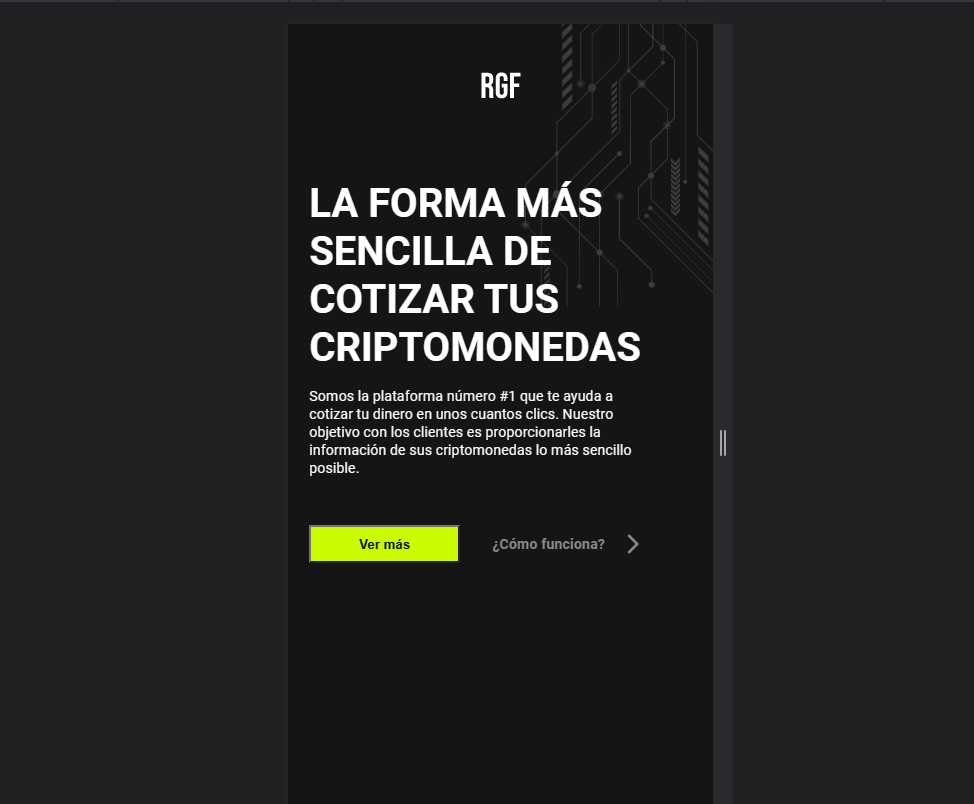 RGF
LA FORMA MÁS
SENCILLA DE
COTIZAR TUS
CRIPTOMONEDAS
Somos la plataforma número #1 que te ayuda a
cotizar tu dinero en unos cuantos clics. Nuestro
objetivo con los clientes es proporcionarles la
información de sus criptomonedas lo más sencillo
posible.
Ver más
¿Cómo funciona?